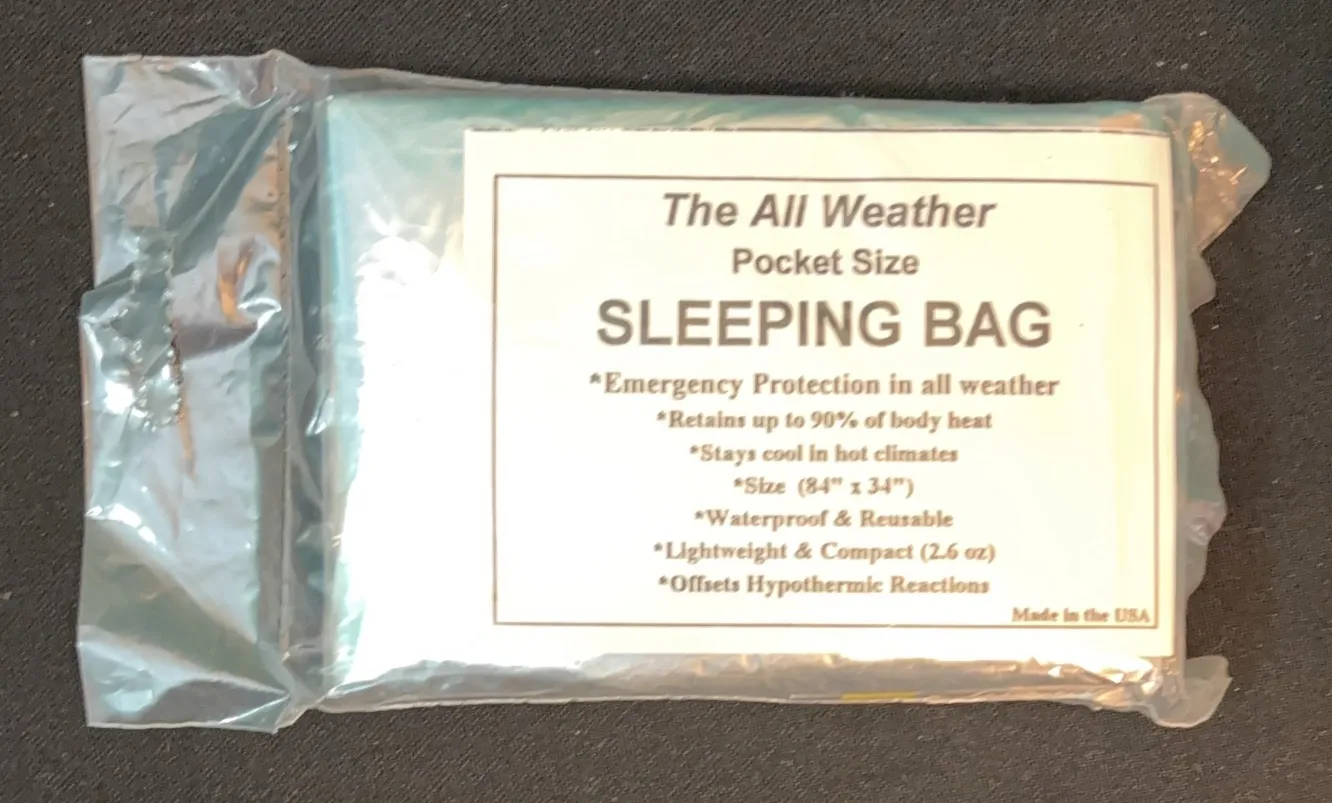 The All Weather
Pocket Size
SLEEPING BAG
*Emergency Protection in all weather
*Retains up to 90% of body heat
*Stays cool in hot climates
*Size (84" x 34")
*Waterproof & Reusable
*Lightweight & Compact (2.6 oz)
*Offsets Hypothermic Reactions
Made in the USA